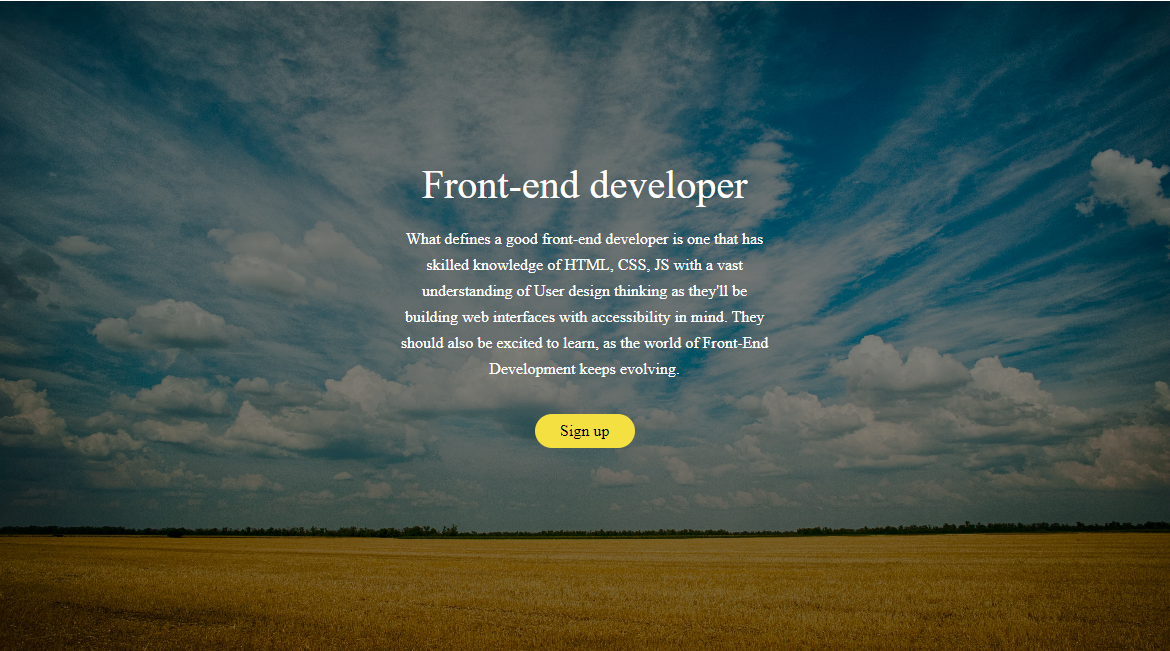 Front-end developer
What defines a good front-end developer is one that has
skilled knowledge of HTML, CSS, JS with a vast
understanding of User design thinking as they'll be
building web interfaces with accessibility in mind. They
should also be excited to learn, as the world of Front-End
Development keeps evolving.
Sign up